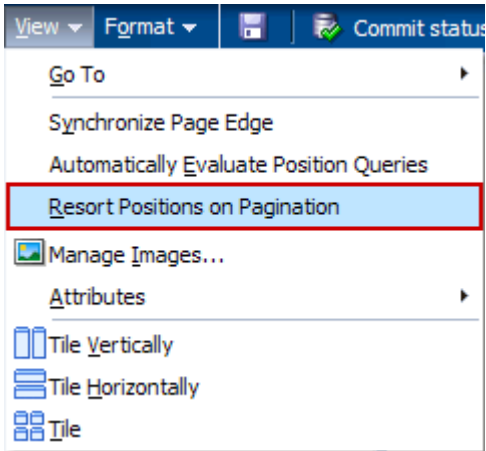 View Format Commit status
Go To
Synchronize Page Edge
Automatically Evaluate Position Queries
Resort Positions on Pagination
Manage Images...
Attributes
Tile Vertically
Tile Horizontally
Tile